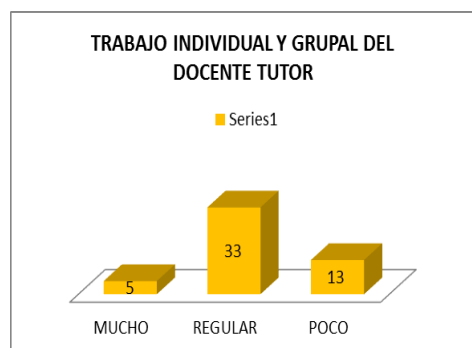 TRABAJO INDIVIDUAL Y GRUPAL DEL
DOCENTE TUTOR
Series1
5
33
13
MUCHO REGULAR POCO